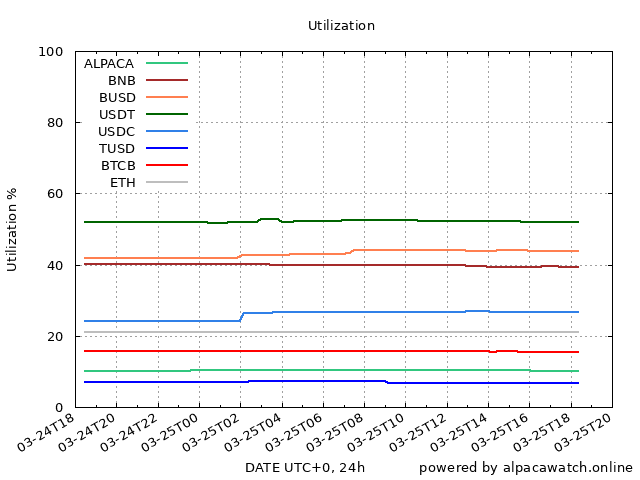 Utilization
Utilization %
100
80
60
40
20
0
ALPACA
BNB
BUSD
USDT
USDC
TUSD
BTCB
ETH
03-24T18
03-24T20
03-24T22
03-25T00
03-25T02
03-25T04
03-25T06
03-25T08
03-25T10
03-25T12
03-25T14
03-25T16
03-25T18
03-25T20
DATE UTC+0, 24h
powered by alpacawatch.online